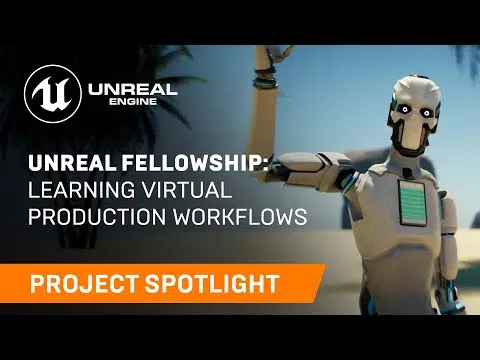 UNREAL
ENGINE
UNREAL FELLOWSHIP:
LEARNING VIRTUAL
PRODUCTION WORKFLOWS
PROJECT SPOTLIGHT